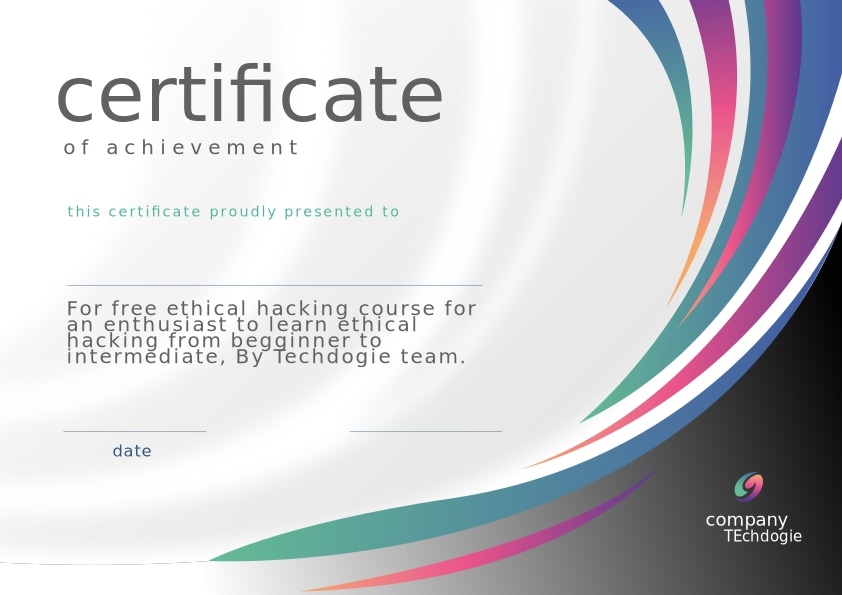 certificate
of achievement
this certificate proudly presented to
For free ethical hacking course for
an enthusiast to learn ethical
hacking from begginner to
intermediate, By Techdogie team.
date
company
TEchdogie